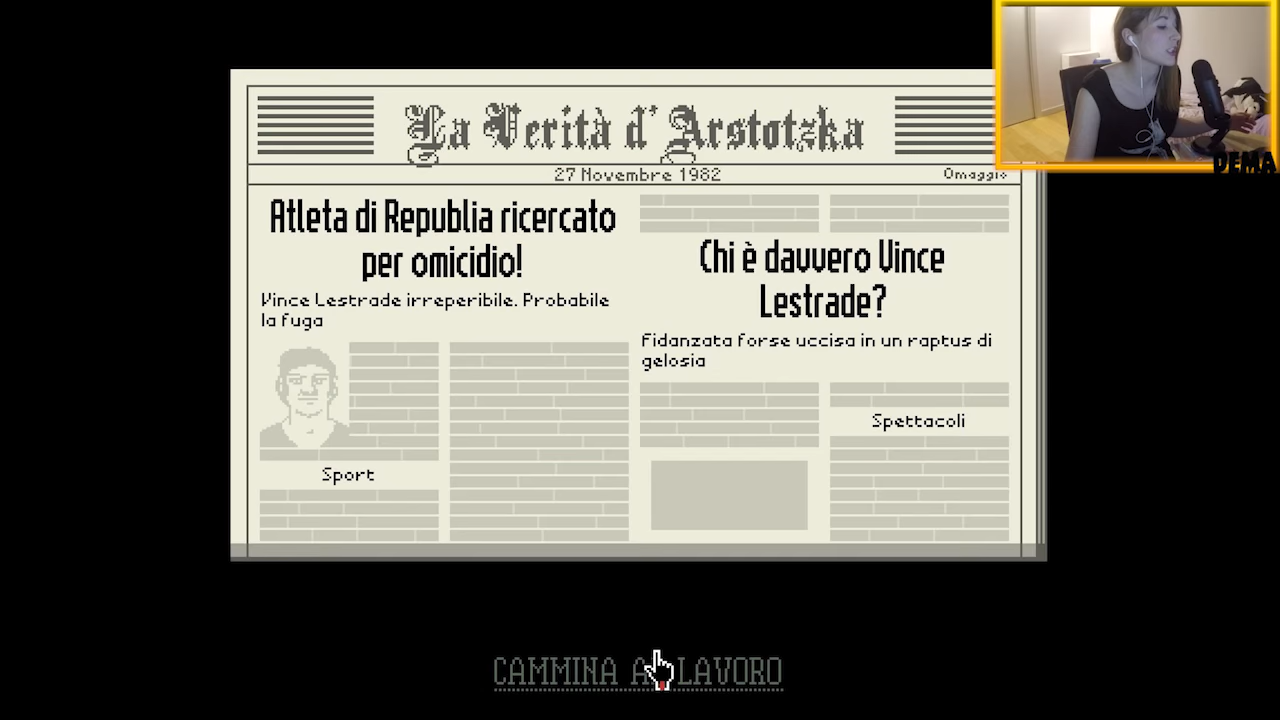 La Verità d'Arstotzka
27 Novembre 1982
Omaggio
Atleta di Republia ricercato
per omicidio!
Vince Lestrade irreperibile. Probabile
la fuga
Sport
Chi è davvero Vince
Lestrade?
Fidanzata forse uccisa in un raptus di
gelosia
Spettacoli
CAMMINA AL LAVORO
DEMA